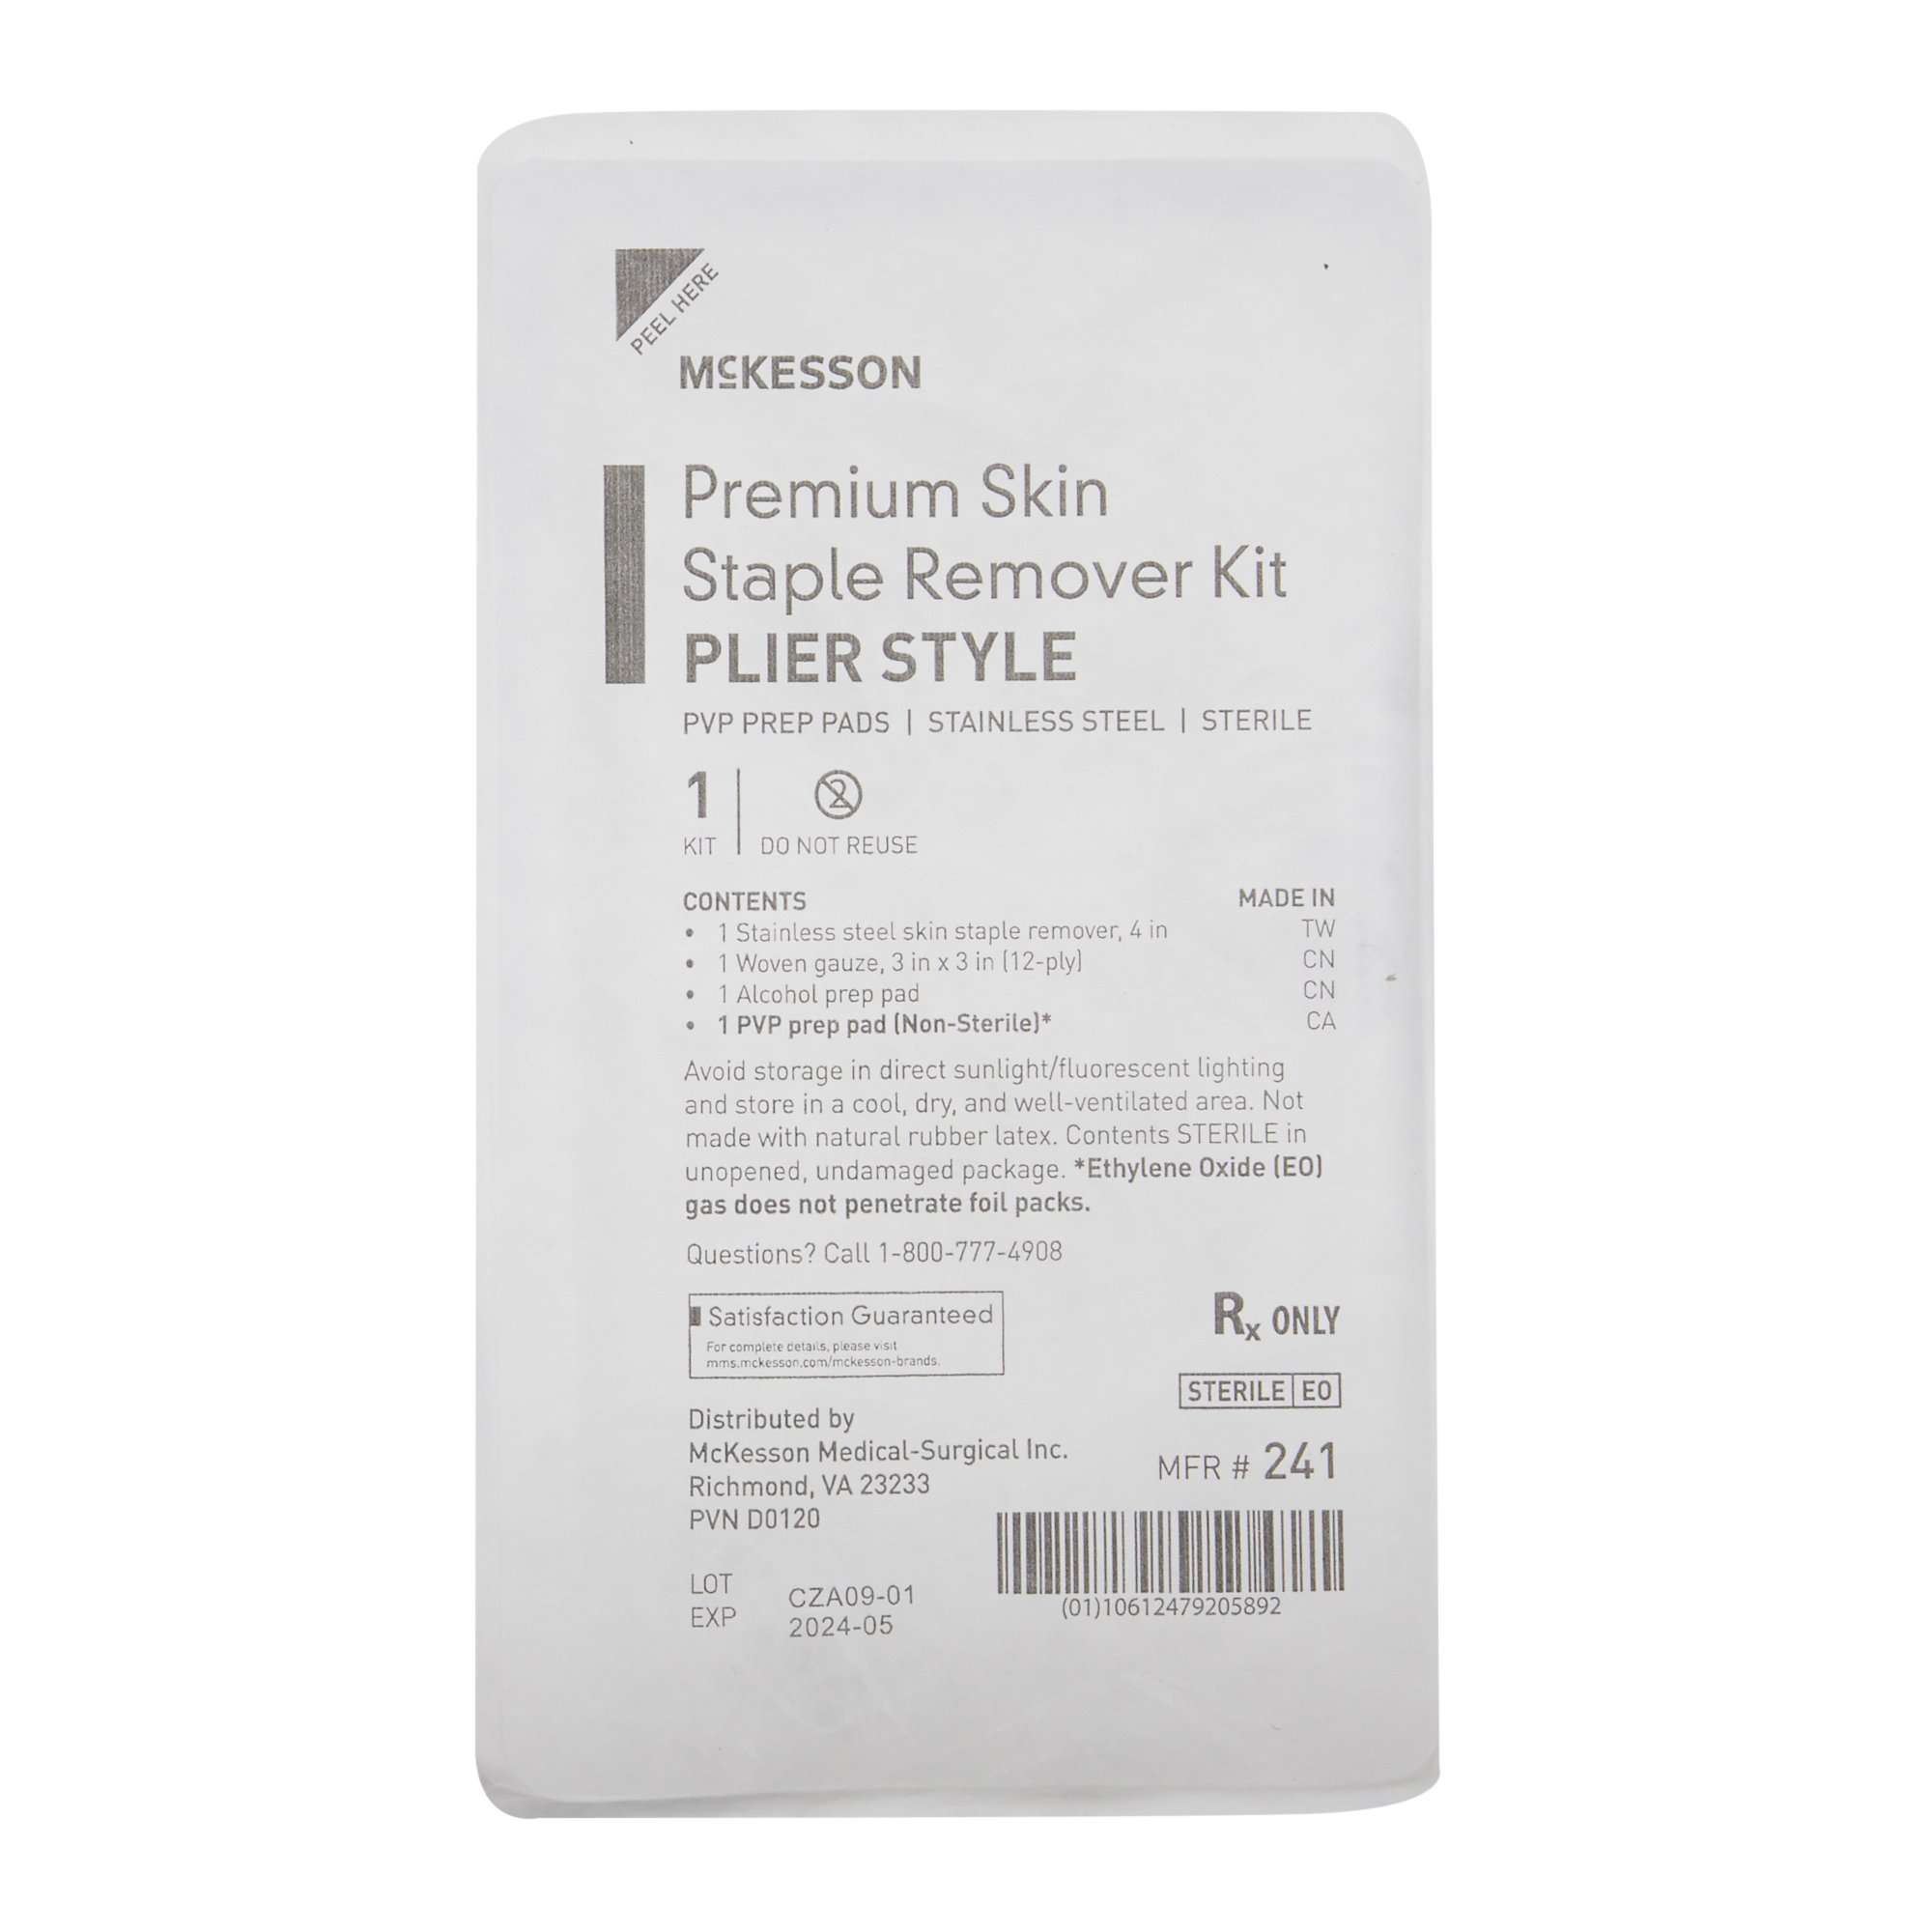 PEEL HERE
McKESSON
Premium Skin
Staple Remover Kit
PLIER STYLE
PVP PREP PADS | STAINLESS STEEL | STERILE
1
KIT
2
DO NOT REUSE
CONTENTS MADE IN
• 1 Stainless steel skin staple remover, 4 in TW
• 1 Woven gauze, 3 in x 3 in (12-ply) CN
• 1 Alcohol prep pad CN
• 1 PVP prep pad (Non-Sterile)* CA
Avoid storage in direct sunlight/fluorescent lighting
and store in a cool, dry, and well-ventilated area. Not
made with natural rubber latex. Contents STERILE in
unopened, undamaged package. *Ethylene Oxide (EO)
gas does not penetrate foil packs.
Questions? Call 1-800-777-4908
Satisfaction Guaranteed
For complete details, please visit
mms.mckesson.com/mckesson-brands.
Rx ONLY
STERILE EO
Distributed by
McKesson Medical-Surgical Inc.
Richmond, VA 23233
PVN D0120
MFR # 241
(01)10612479205892
LOT CZA09-01
EXP 2024-05